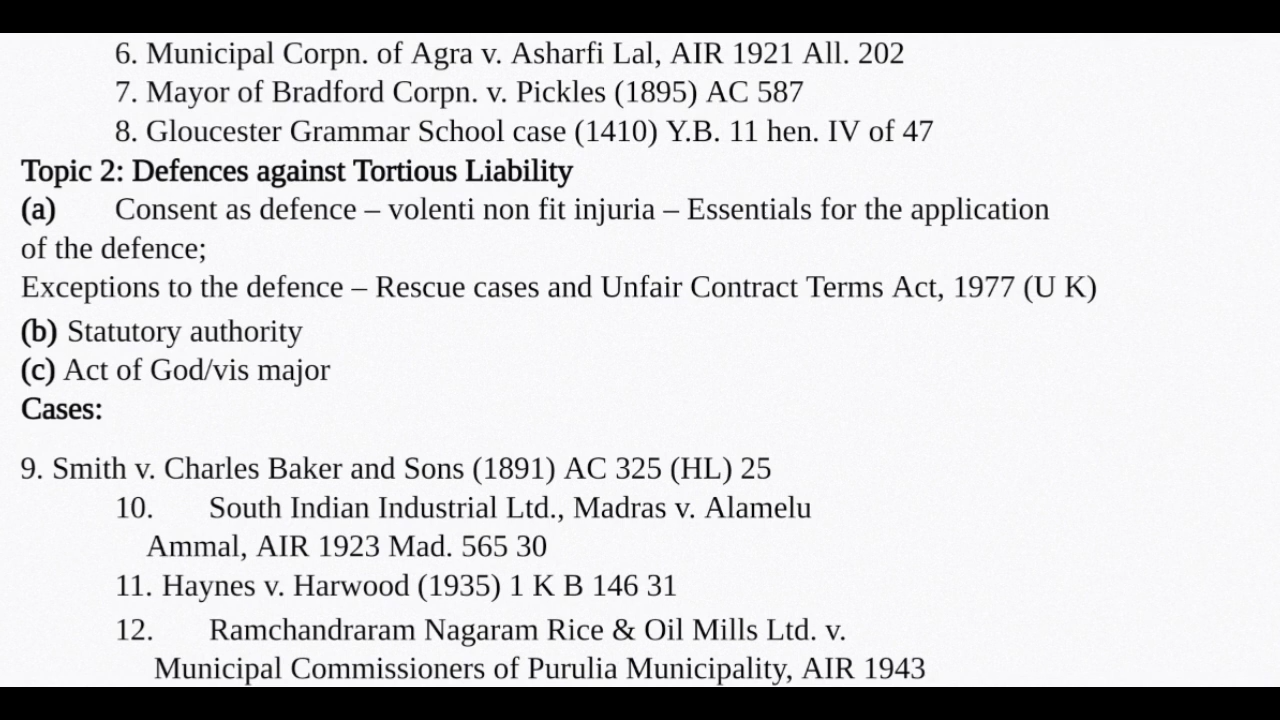 6. Municipal Corpn. of Agra v. Asharfi Lal, AIR 1921 All. 202
7. Mayor of Bradford Corpn. v. Pickles (1895) AC 587
8. Gloucester Grammar School case (1410) Y.B. 11 hen. IV of 47
Topic 2: Defences against Tortious Liability
(a) Consent as defence – volenti non fit injuria – Essentials for the application
of the defence;
Exceptions to the defence – Rescue cases and Unfair Contract Terms Act, 1977 (U K)
(b) Statutory authority
(c) Act of God/vis major
Cases:
9. Smith v. Charles Baker and Sons (1891) AC 325 (HL) 25
10. South Indian Industrial Ltd., Madras v. Alamelu
Ammal, AIR 1923 Mad. 565 30
11. Haynes v. Harwood (1935) 1 K B 146 31
12. Ramchandraram Nagaram Rice & Oil Mills Ltd. v.
Municipal Commissioners of Purulia Municipality, AIR 1943